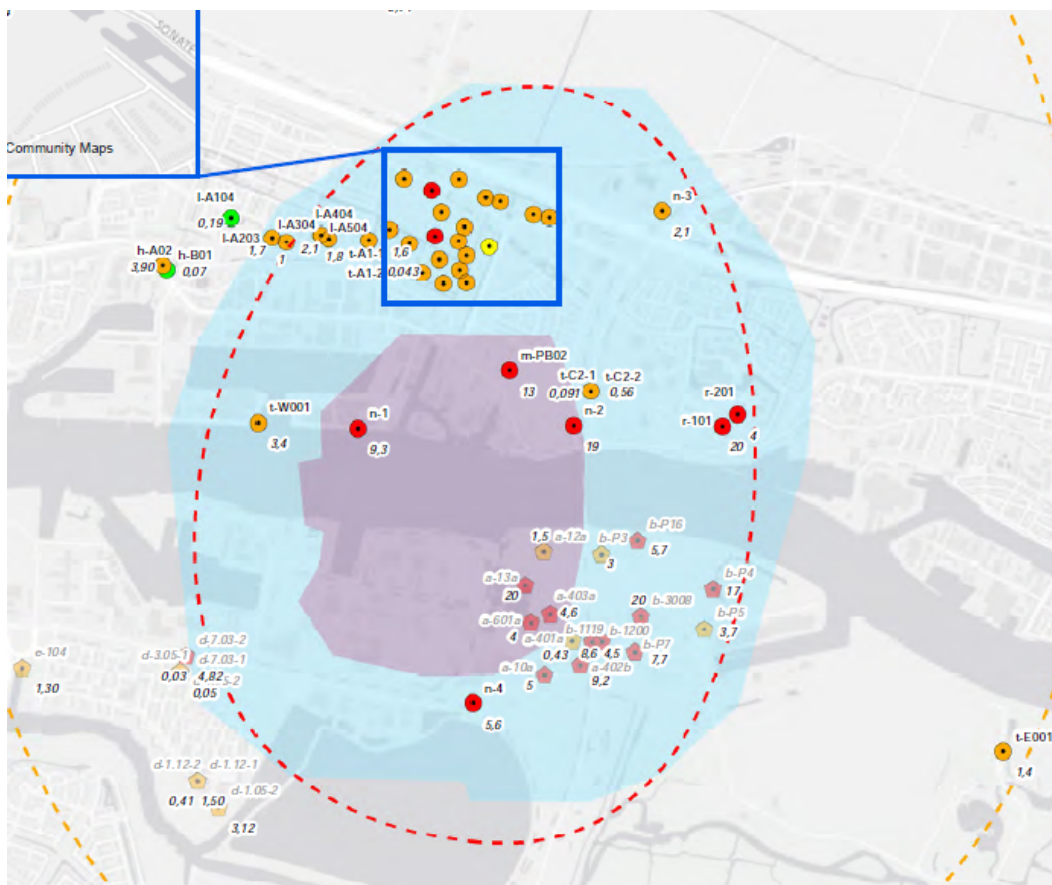 SONATE
Community Maps
l-A104
0,19
l-A404
l-A304
l-A504
l-A203
1,7
1
2,1
1,8
t-A1-1
1,6
h-A02
h-B01
3,90
0,07
t-A1-2
0,043
n-3
2,1
m-PB02
13
t-C2-1
t-C2-2
0,091
0,56
t-W001
3,4
n-1
9,3
n-2
19
r-201
4
r-101
20
1,5
a-12a
b-P3
3
b-P16
5,7
a-13a
20
a-403a
4,6
a-601a
4
20
b-3008
b-P4
17
b-P5
3,7
a-401a
b-1119
b-1200
0,43
8,6
4,5
b-P7
7,7
a-10a
5
a-402b
9,2
n-4
5,6
d-7.03-2
d-3.05-1
d-7.03-1
0,03
4,82
0,05
e-104
1,30
t-E001
1,4
d-1.12-2
d-1.12-1
0,41
1,50
d-1.05-2
3,12